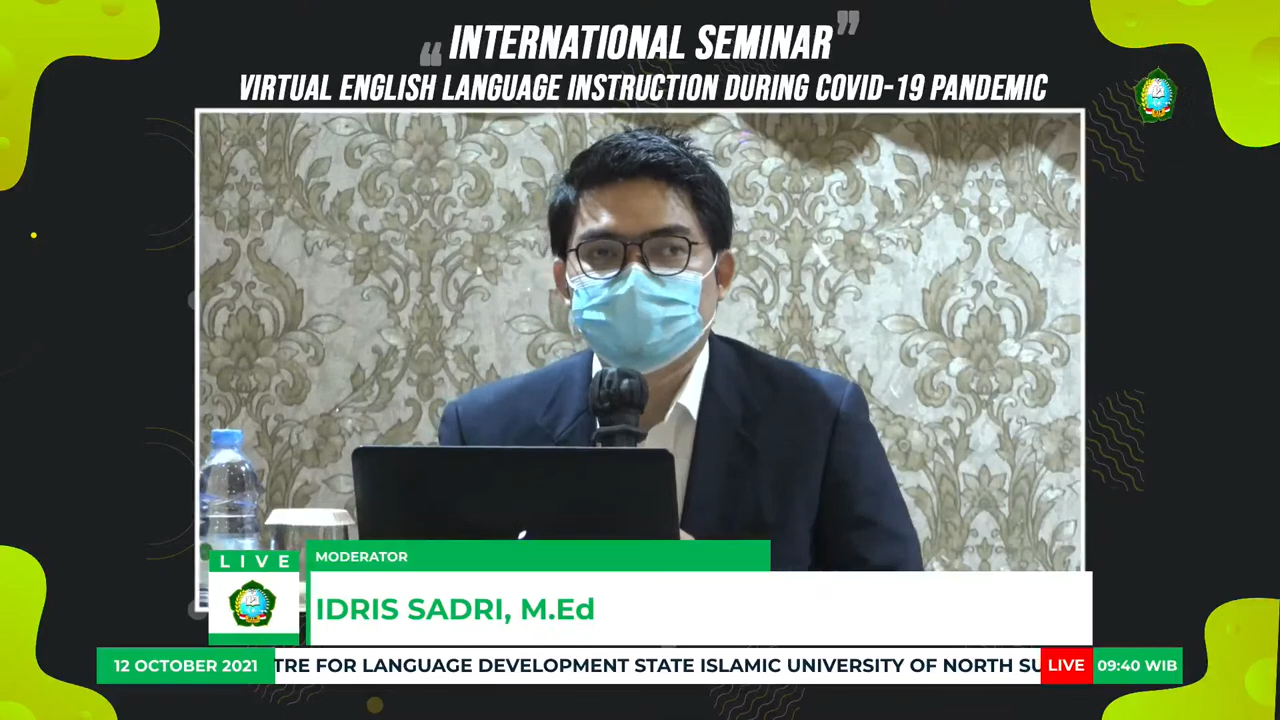 “INTERNATIONAL SEMINAR”
VIRTUAL ENGLISH LANGUAGE INSTRUCTION DURING COVID-19 PANDEMIC
LIVE
MODERATOR
IDRIS SADRI, M.Ed
12 OCTOBER 2021
TRE FOR LANGUAGE DEVELOPMENT STATE ISLAMIC UNIVERSITY OF NORTH SU
LIVE
09:40 WIB